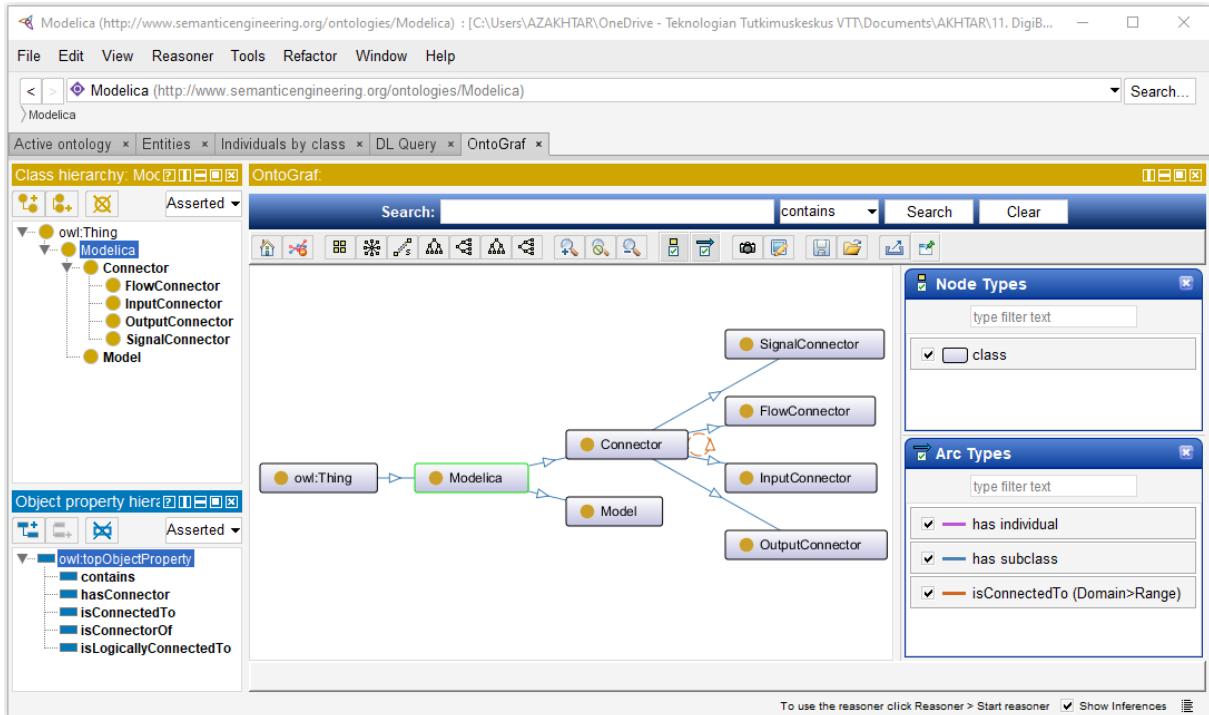 Modelica (http://www.semanticengineering.org/ontologies/Modelica) : [C:\Users\AZAKHTAR\OneDrive - Teknologian Tutkimuskeskus VTT\Documents\AKHTAR\11. DigiB...
File Edit View Reasoner Tools Refactor Window Help
< > Modelica (http://www.semanticengineering.org/ontologies/Modelica) Search...
Modelica
Active ontology × Entities × Individuals by class × DL Query × OntoGraf ×
Class hierarchy: Moc
Asserted
owl:Thing
Modelica
Connector
FlowConnector
InputConnector
OutputConnector
SignalConnector
Model
Object property hiera
Asserted
owl:topObjectProperty
contains
hasConnector
isConnectedTo
isConnectorOf
isLogicallyConnectedTo
OntoGraf:
Search: contains Search Clear
SignalConnector
FlowConnector
Connector
owl:Thing
Modelica
InputConnector
Model
OutputConnector
Node Types
type filter text
class
Arc Types
type filter text
has individual
has subclass
isConnectedTo (Domain>Range)
To use the reasoner click Reasoner > Start reasoner Show Inferences